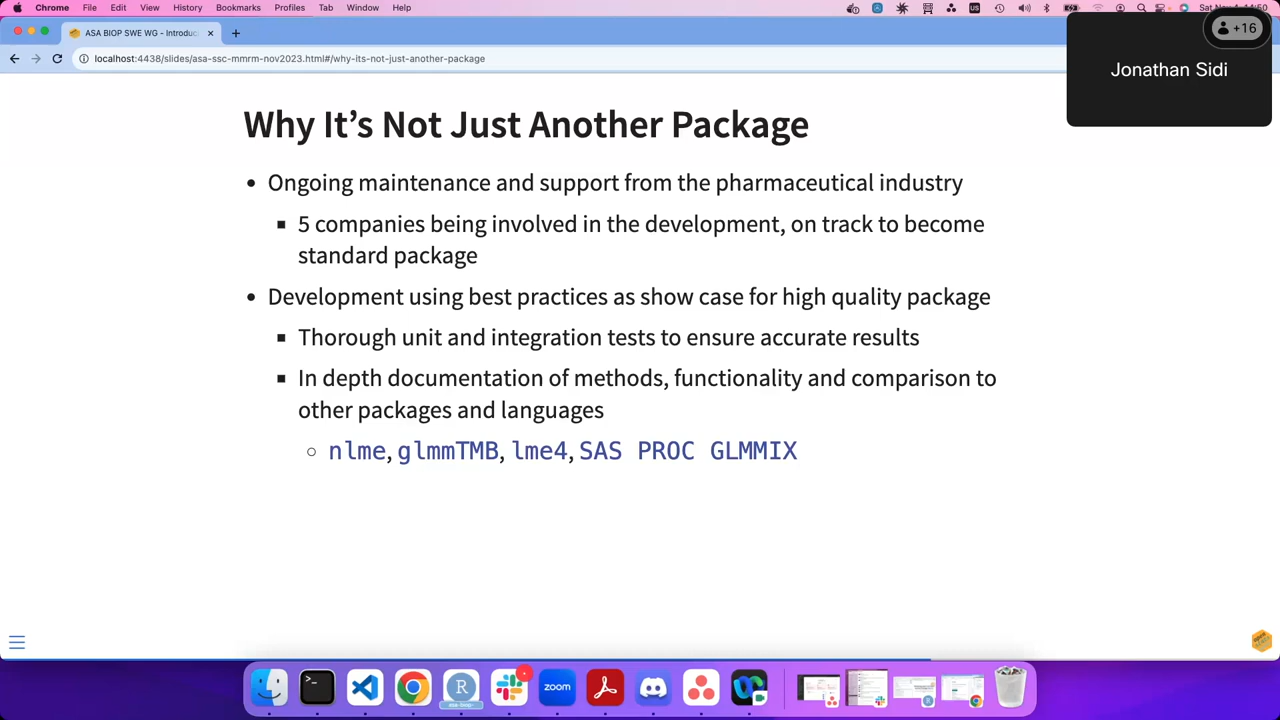 Chrome File Edit View History Bookmarks Profiles Tab Window Help
ASA BIOP SWE WG - Introduc
localhost:4438/slides/asa-ssc-mmrm-nov2023.html#/why-its-not-just-another-package
+16
Jonathan Sidi
Why It’s Not Just Another Package
• Ongoing maintenance and support from the pharmaceutical industry
▪ 5 companies being involved in the development, on track to become
standard package
• Development using best practices as show case for high quality package
▪ Thorough unit and integration tests to ensure accurate results
▪ In depth documentation of methods, functionality and comparison to
other packages and languages
○ nlme, glmmTMB, lme4, SAS PROC GLMMIX
zoom